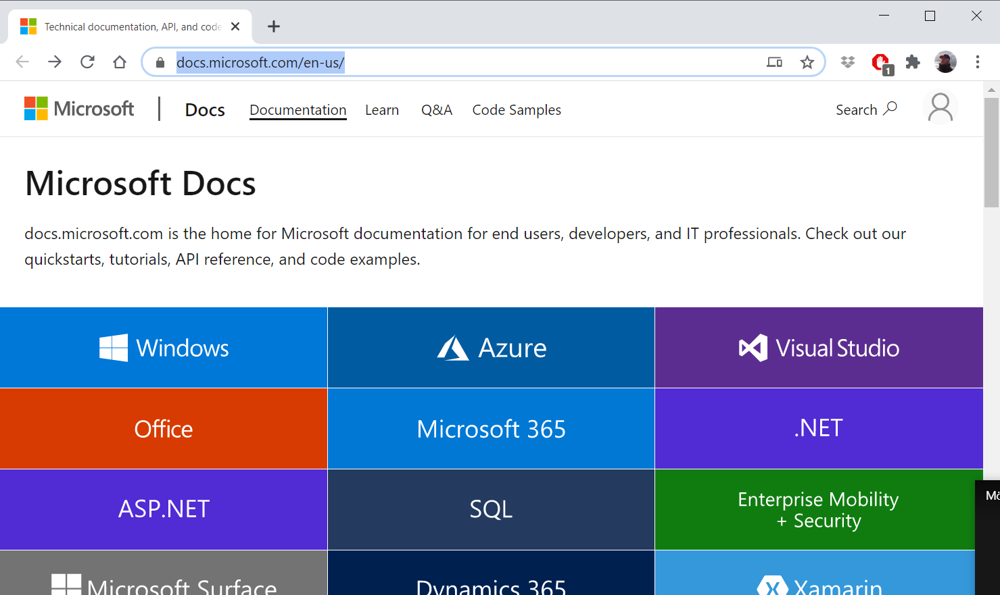 Technical documentation, API, and code
docs.microsoft.com/en-us/
1
Microsoft
Docs
Documentation
Learn
Q&A
Code Samples
Search
Microsoft Docs
docs.microsoft.com is the home for Microsoft documentation for end users, developers, and IT professionals. Check out our
quickstarts, tutorials, API reference, and code examples.
Windows
Azure
Visual Studio
Office
Microsoft 365
.NET
ASP.NET
SQL
Enterprise Mobility
+ Security
Microsoft Surface
Dynamics 365
Xamarin